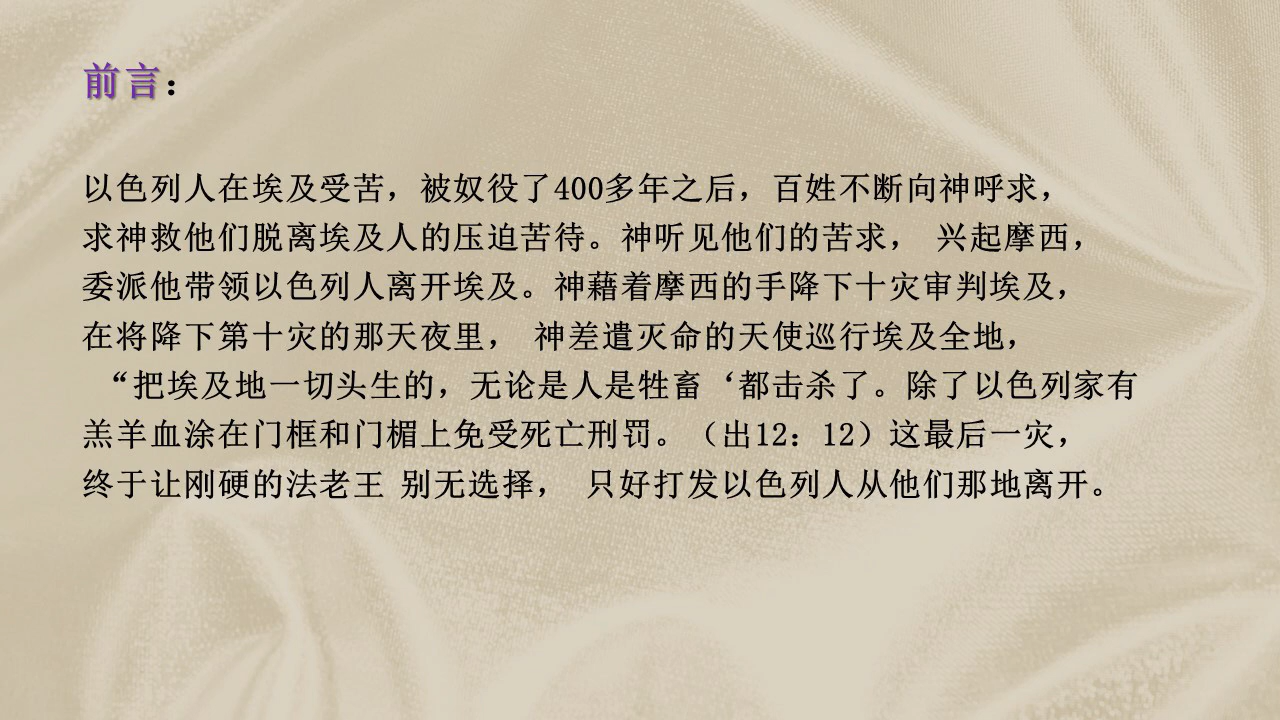 前言：
以色列人在埃及受苦，被奴役了400多年之后，百姓不断向神呼求，
求神救他们脱离埃及人的压迫苦待。神听见他们的苦求， 兴起摩西，
委派他带领以色列人离开埃及。神藉着摩西的手降下十灾审判埃及，
在将降下第十灾的那天夜里， 神差遣灭命的天使巡行埃及全地，
“把埃及地一切头生的，无论是人是牲畜‘都击杀了。除了以色列家有
羔羊血涂在门框和门楣上免受死亡刑罚。（出12：12）这最后一灾，
终于让刚硬的法老王 别无选择， 只好打发以色列人从他们那地离开。